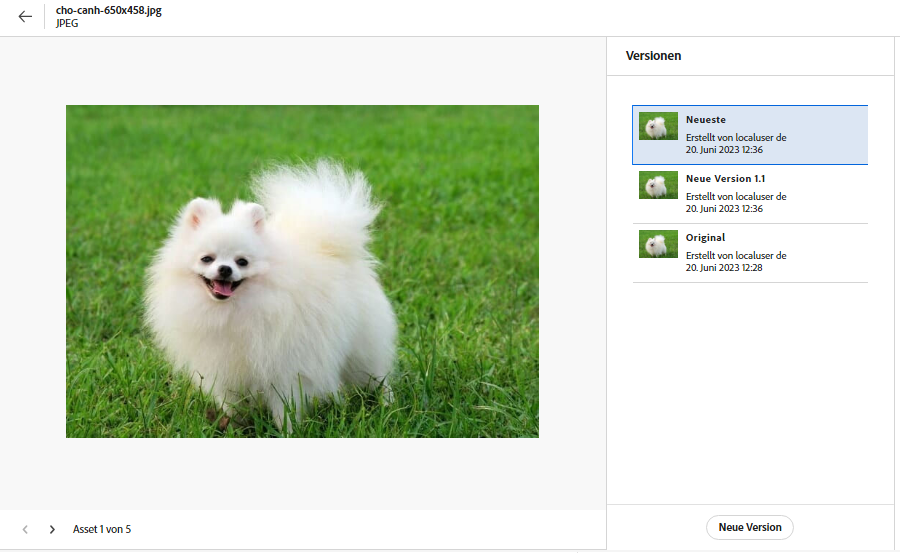 cho-canh-650x458.jpg
JPEG
Versionen
Neueste
Erstellt von localuser de
20. Juni 2023 12:36
Neue Version 1.1
Erstellt von localuser de
20. Juni 2023 12:36
Original
Erstellt von localuser de
20. Juni 2023 12:28
Asset 1 von 5
Neue Version